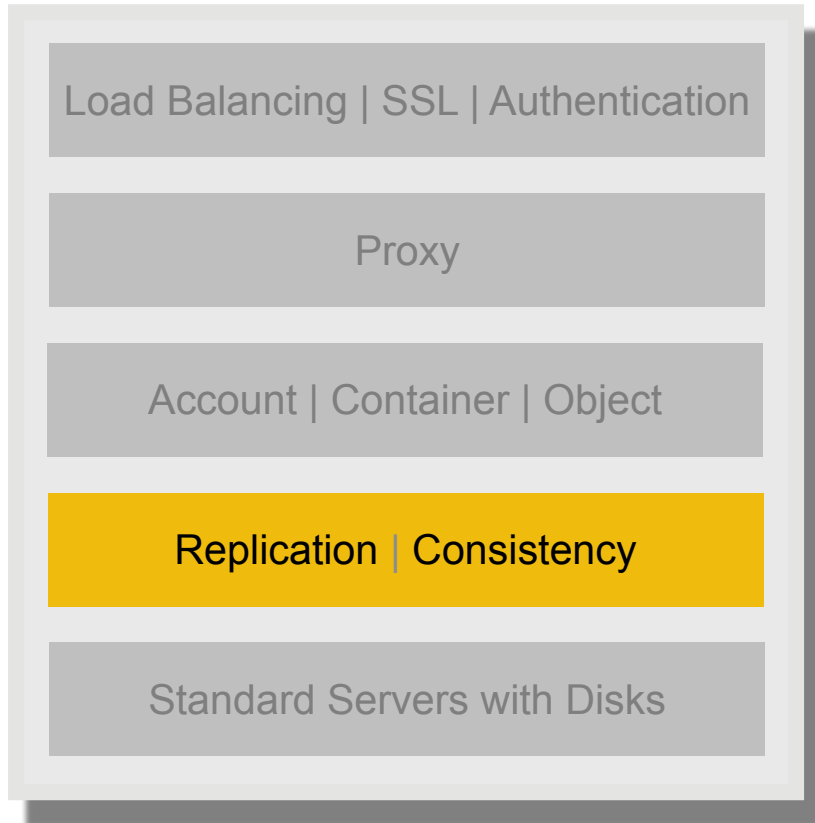 Load Balancing | SSL | Authentication
Proxy
Account | Container | Object
Replication | Consistency
Standard Servers with Disks